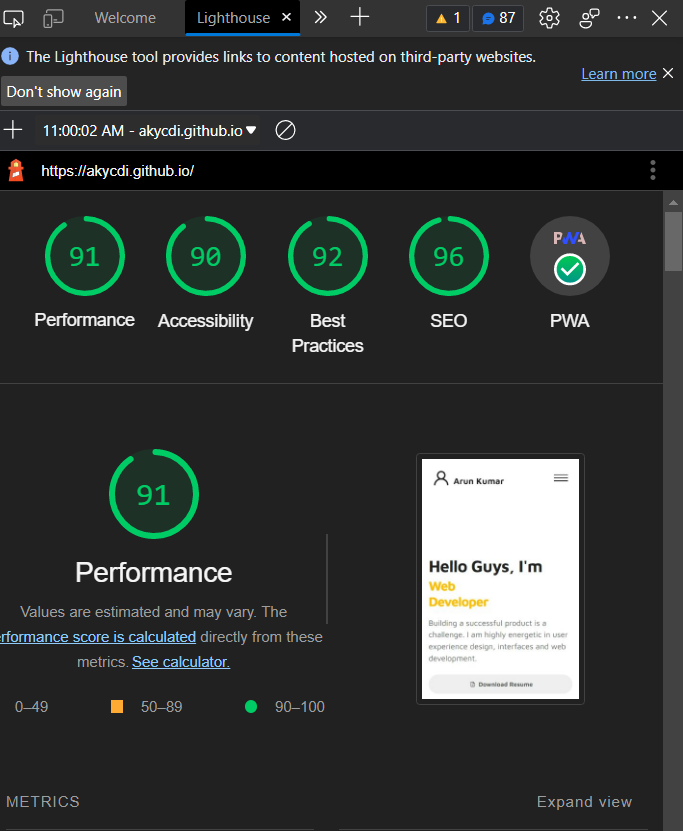 Welcome
Lighthouse
1
87
The Lighthouse tool provides links to content hosted on third-party websites.
Learn more
Don't show again
11:00:02 AM - akycdi.github.io
https://akycdi.github.io/
91
90
92
96
PWA
Performance
Accessibility
Best
Practices
SEO
PWA
91
Performance
Values are estimated and may vary. The
erformance score is calculated directly from these
metrics. See calculator.
0–49
50–89
90–100
Arun Kumar
Hello Guys, I'm
Web
Developer
Building a successful product is a
challenge. I am highly energetic in user
experience design, interfaces and web
development.
Download Resume
METRICS
Expand view